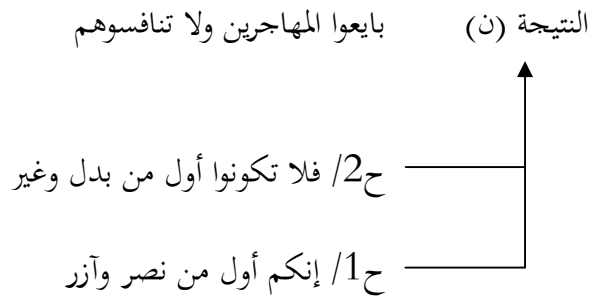 النتيجة (ن) بايعوا المهاجرين ولا تنافسوهم
ح2/ فلا تكونوا أول من بدل وغير
ح1/ إنكم أول من نصر وآزر